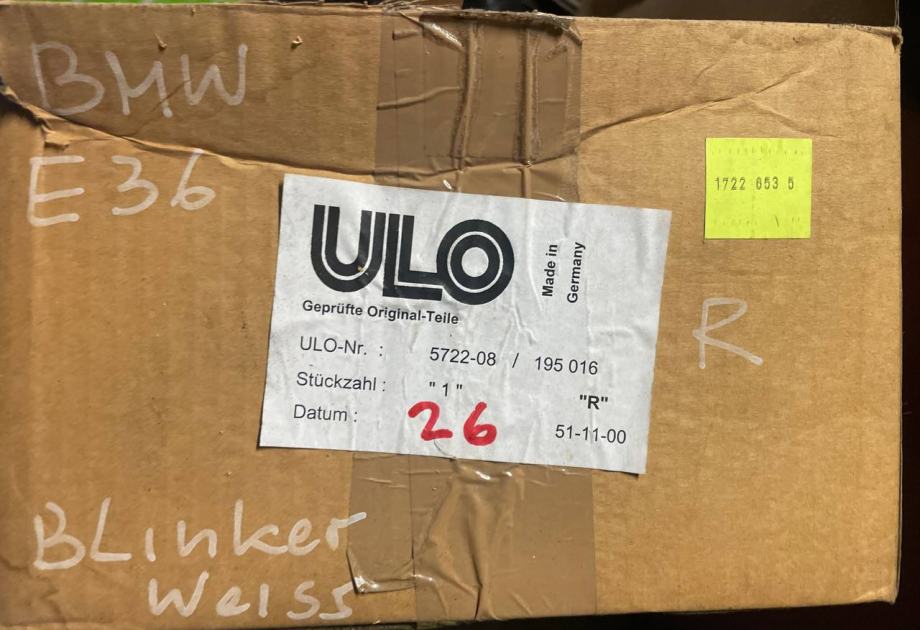 BMW
E36
ULO
Made in
Germany
Geprüfte Original-Teile
ULO-Nr. : 5722-08 / 195 016
Stückzahl : "1" "R"
Datum : 26 51-11-00
1722 653 5
R
BLinker
Weiss